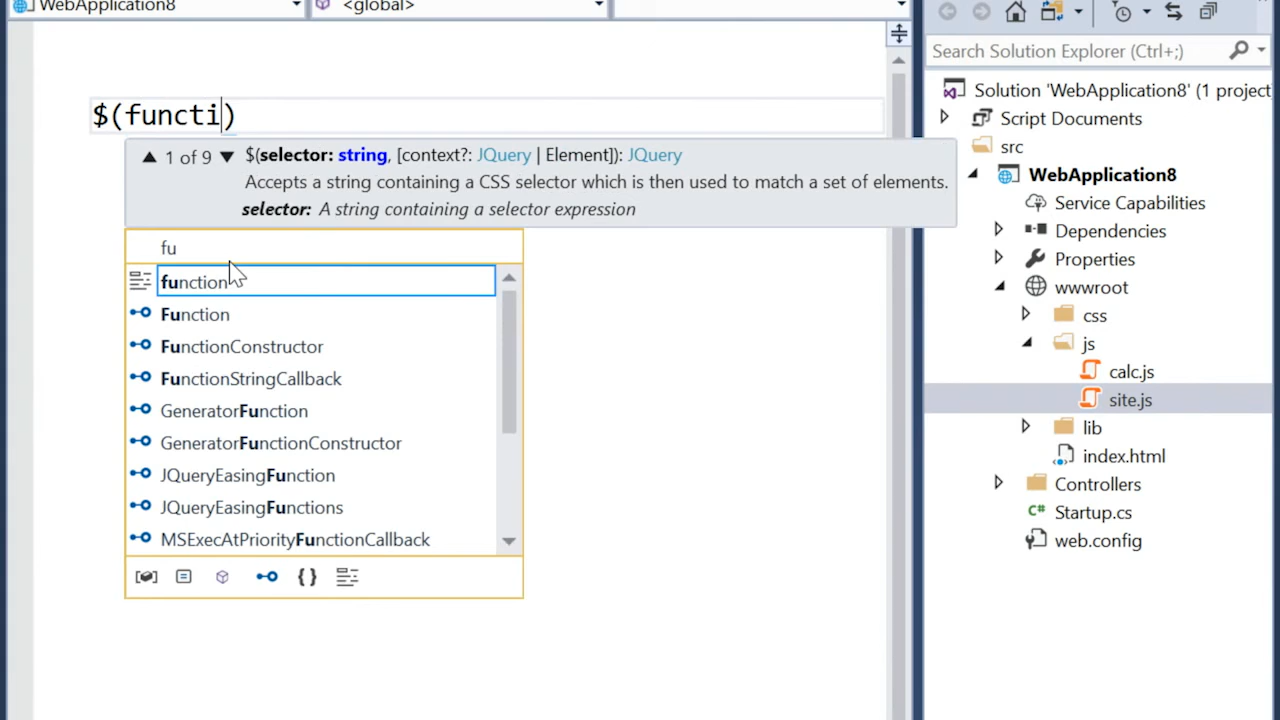 WebApplication8
<global>
$(functi)
1 of 9 $(selector: string, [context?: JQuery | Element]): JQuery
Accepts a string containing a CSS selector which is then used to match a set of elements.
selector: A string containing a selector expression
fu
function
Function
FunctionConstructor
FunctionStringCallback
GeneratorFunction
GeneratorFunctionConstructor
JQueryEasingFunction
JQueryEasingFunctions
MSExecAtPriorityFunctionCallback
{ }
Search Solution Explorer (Ctrl+;)
Solution 'WebApplication8' (1 project
Script Documents
src
WebApplication8
Service Capabilities
Dependencies
Properties
wwwroot
css
js
calc.js
site.js
lib
index.html
Controllers
C# Startup.cs
web.config